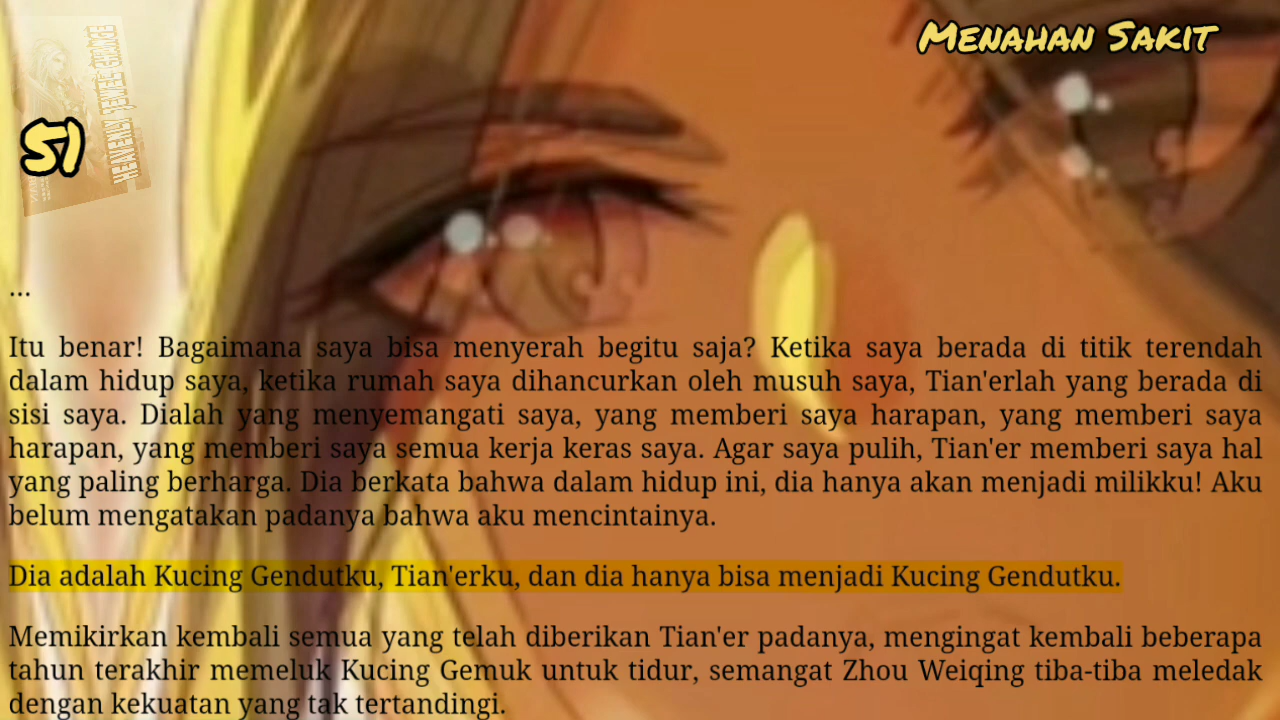 Menahan Sakit
HEAVENLY JEWEL CHANGE
51
...
Itu benar! Bagaimana saya bisa menyerah begitu saja? Ketika saya berada di titik terendah
dalam hidup saya, ketika rumah saya dihancurkan oleh musuh saya, Tian'erlah yang berada di
sisi saya. Dialah yang menyemangati saya, yang memberi saya harapan, yang memberi saya
harapan, yang memberi saya semua kerja keras saya. Agar saya pulih, Tian'er memberi saya hal
yang paling berharga. Dia berkata bahwa dalam hidup ini, dia hanya akan menjadi milikku! Aku
belum mengatakan padanya bahwa aku mencintainya.
Dia adalah Kucing Gendutku, Tian'erku, dan dia hanya bisa menjadi Kucing Gendutku.
Memikirkan kembali semua yang telah diberikan Tian'er padanya, mengingat kembali beberapa
tahun terakhir memeluk Kucing Gemuk untuk tidur, semangat Zhou Weiqing tiba-tiba meledak
dengan kekuatan yang tak tertandingi.